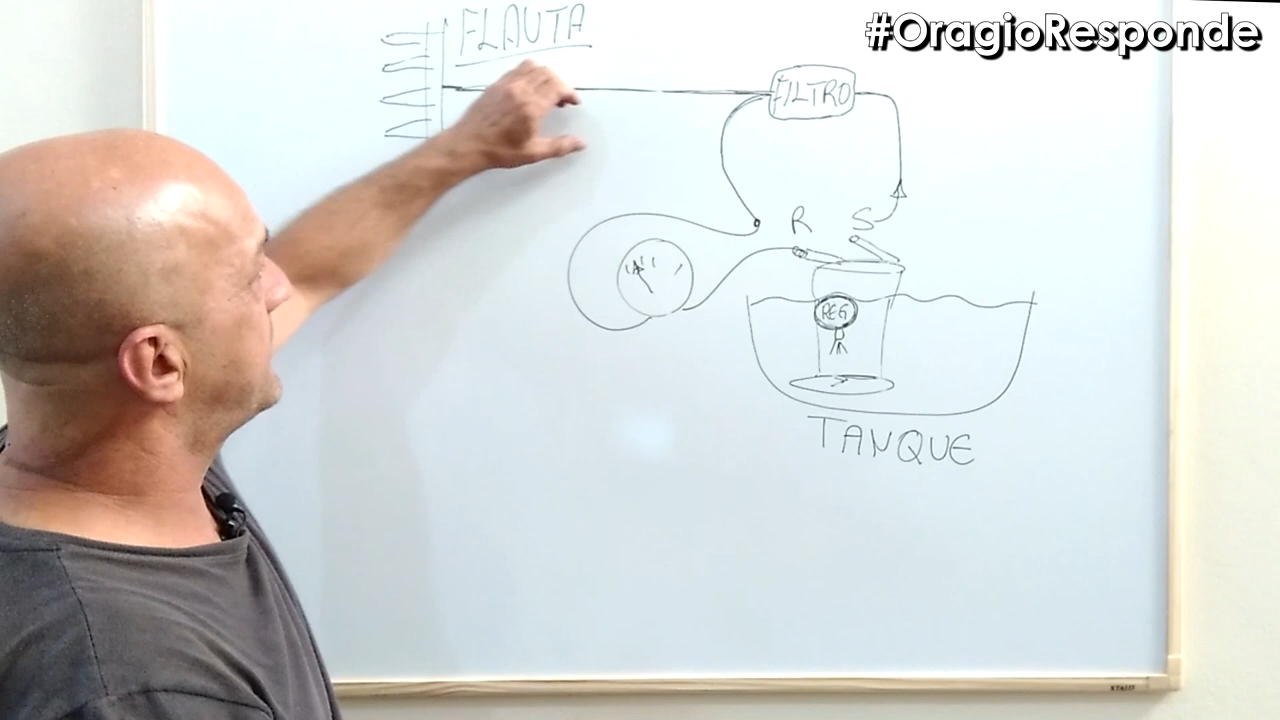 #OragioResponde
FLAUTA
FILTRO
R S
REG
TANQUE